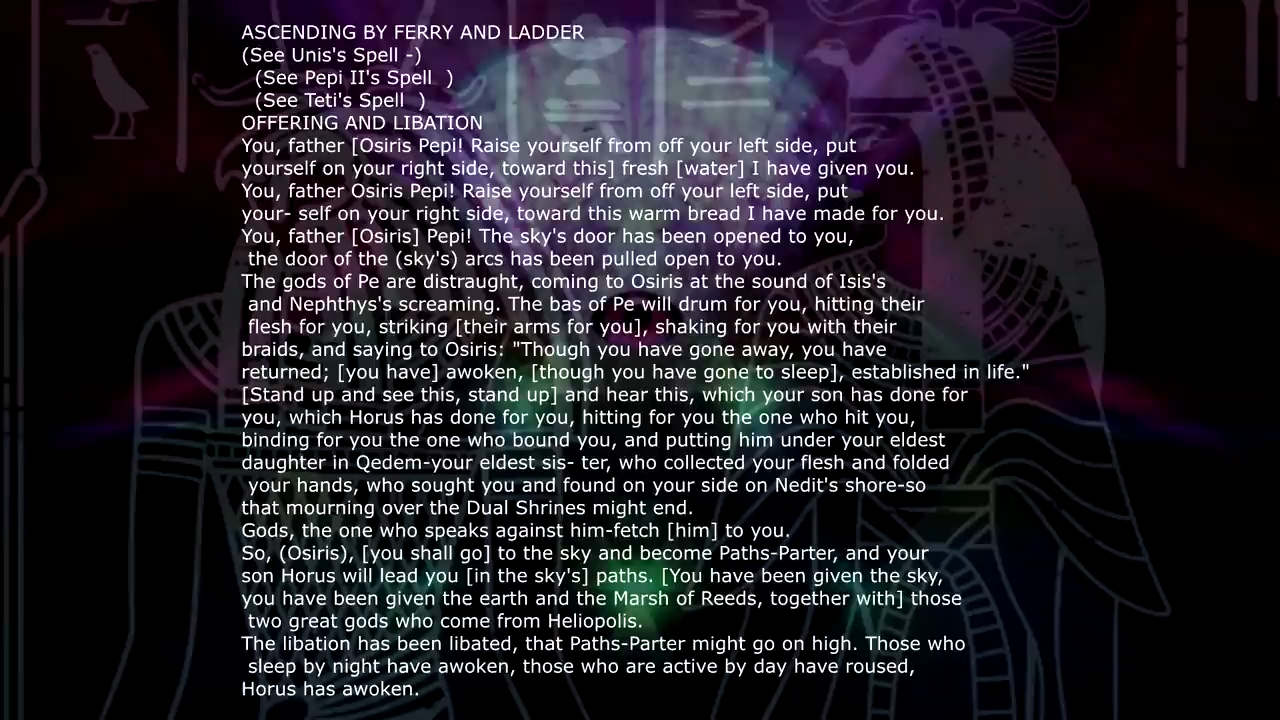 ASCENDING BY FERRY AND LADDER
(See Unis's Spell -)
(See Pepi II's Spell )
(See Teti's Spell )
OFFERING AND LIBATION
You, father [Osiris Pepi! Raise yourself from off your left side, put
yourself on your right side, toward this] fresh [water] I have given you.
You, father Osiris Pepi! Raise yourself from off your left side, put
your- self on your right side, toward this warm bread I have made for you.
You, father [Osiris] Pepi! The sky's door has been opened to you,
the door of the (sky's) arcs has been pulled open to you.
The gods of Pe are distraught, coming to Osiris at the sound of Isis's
and Nephthys's screaming. The bas of Pe will drum for you, hitting their
flesh for you, striking [their arms for you], shaking for you with their
braids, and saying to Osiris: "Though you have gone away, you have
returned; [you have] awoken, [though you have gone to sleep], established in life."
[Stand up and see this, stand up] and hear this, which your son has done for
you, which Horus has done for you, hitting for you the one who hit you,
binding for you the one who bound you, and putting him under your eldest
daughter in Qedem-your eldest sis- ter, who collected your flesh and folded
your hands, who sought you and found on your side on Nedit's shore-so
that mourning over the Dual Shrines might end.
Gods, the one who speaks against him-fetch [him] to you.
So, (Osiris), [you shall go] to the sky and become Paths-Parter, and your
son Horus will lead you [in the sky's] paths. [You have been given the sky,
you have been given the earth and the Marsh of Reeds, together with] those
two great gods who come from Heliopolis.
The libation has been libated, that Paths-Parter might go on high. Those who
sleep by night have awoken, those who are active by day have roused,
Horus has awoken.